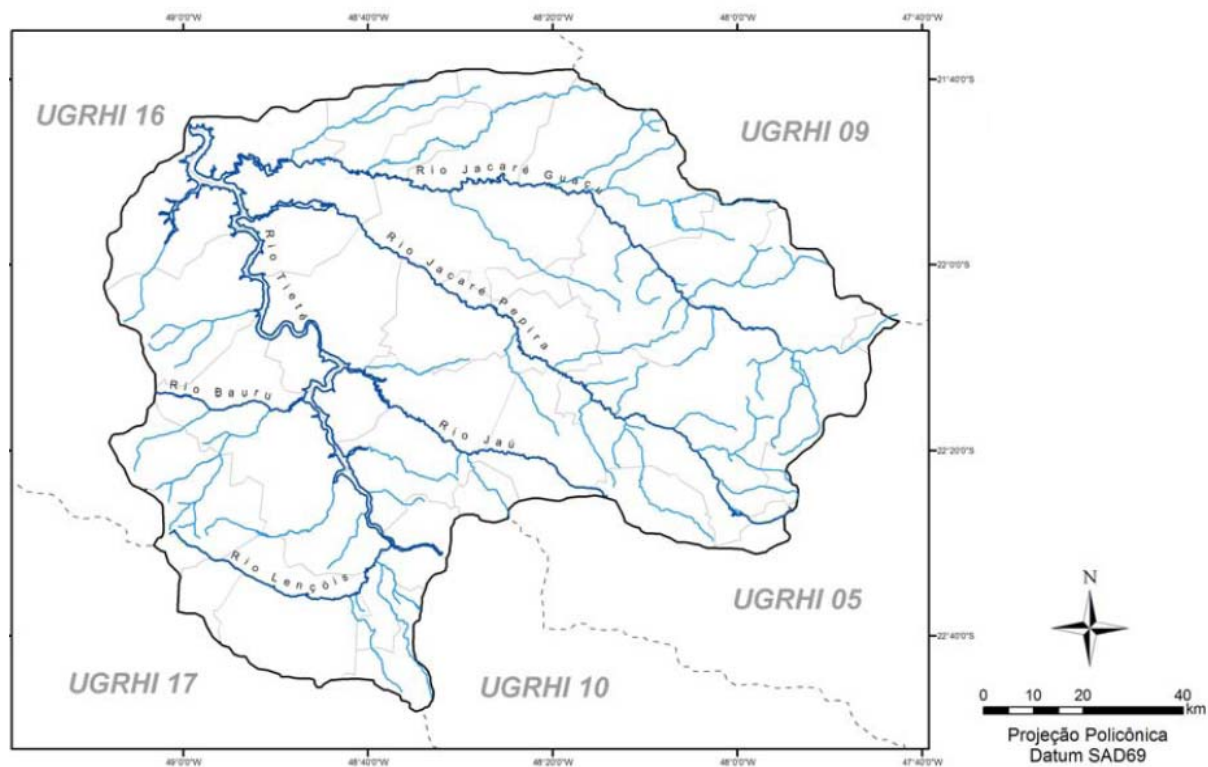 49°0'0"W 48°40'0"W 48°20'0"W 48°0'0"W 47°40'0"W
21°40'0"S
UGRHI 16
UGRHI 09
Rio Jacaré Guaçu
Rio Jacaré Pepira
Rio Tietê
22°0'0"S
Rio Bauru
Rio Jaú
22°20'0"S
Rio Lençóis
UGRHI 05
22°40'0"S
UGRHI 17
UGRHI 10
49°0'0"W 48°40'0"W 48°20'0"W 48°0'0"W 47°40'0"W
N
0 10 20 40
km
Projeção Policônica
Datum SAD69